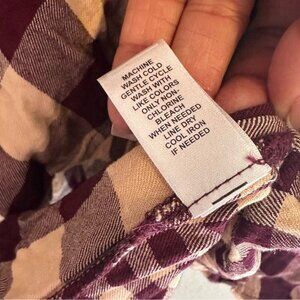 MACHINE
WASH COLD
GENTLE CYCLE
WASH WITH
LIKE COLORS
ONLY NON-
CHLORINE
BLEACH
WHEN NEEDED
LINE DRY
COOL IRON
IF NEEDED